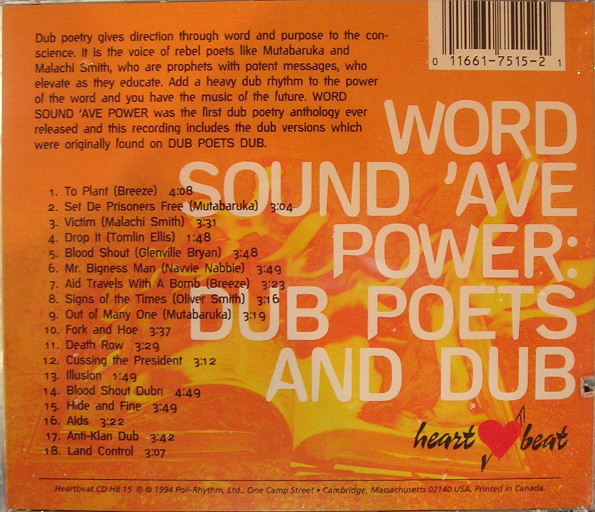 0 11661-7515-2 1
Dub poetry gives direction through word and purpose to the con-
science. It is the voice of rebel poets like Mutabaruka and
Malachi Smith, who are prophets with potent messages, who
elevate as they educate. Add a heavy dub rhythm to the power
of the word and you have the music of the future. WORD
SOUND 'AVE POWER was the first dub poetry anthology ever
released and this recording includes the dub versions which
were originally found on DUB POETS DUB.
WORD
SOUND 'AVE
POWER:
DUB POETS
AND DUB
1. To Plant (Breeze) 4:08
2. Set De Prisoners Free (Mutabaruka) 3:04
3. Victim (Malachi Smith) 3:31
4. Drop It (Tomlin Ellis) 1:48
5. Blood Shout (Glenville Bryan) 3:48
6. Mr. Bigness Man (Navvie Nabbie) 3:49
7. Aid Travels With A Bomb (Breeze) 3:23
8. Signs of the Times (Oliver Smith) 3:16
9. Out of Many One (Mutabaruka) 3:19
10. Fork and Hoe 3:37
11. Death Row 3:29
12. Cussing the President 3:12
13. Illusion 1:49
14. Blood Shout Dubn 4:49
15. Hide and Fine 3:49
16. Aids 3:22
17. Anti-Klan Dub 3:42
18. Land Control 3:07
heart beat
Heartbeat CD HB 15 ℗ © 1994 Poli-Rhythm, Ltd., One Camp Street • Cambridge, Massachusetts 02140 USA. Printed in Canada.